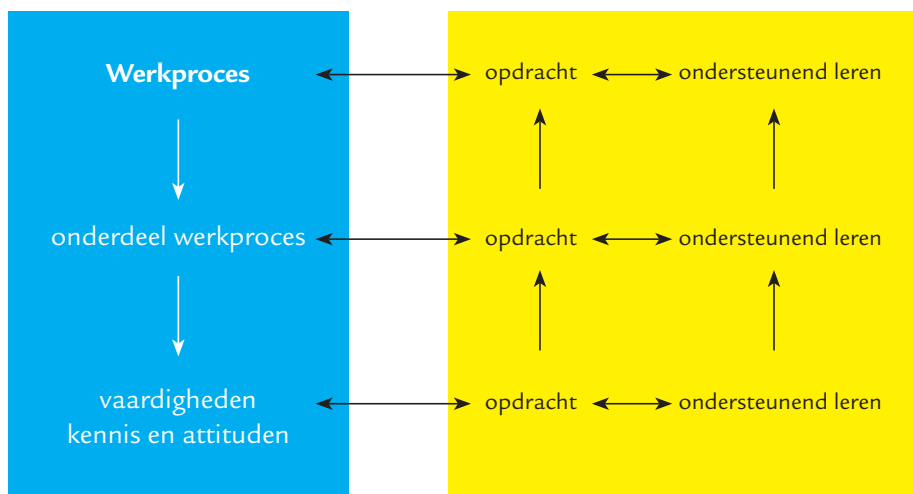 Werkproces opdracht ondersteunend leren
onderdeel werkproces opdracht ondersteunend leren
vaardigheden
kennis en attituden
opdracht ondersteunend leren